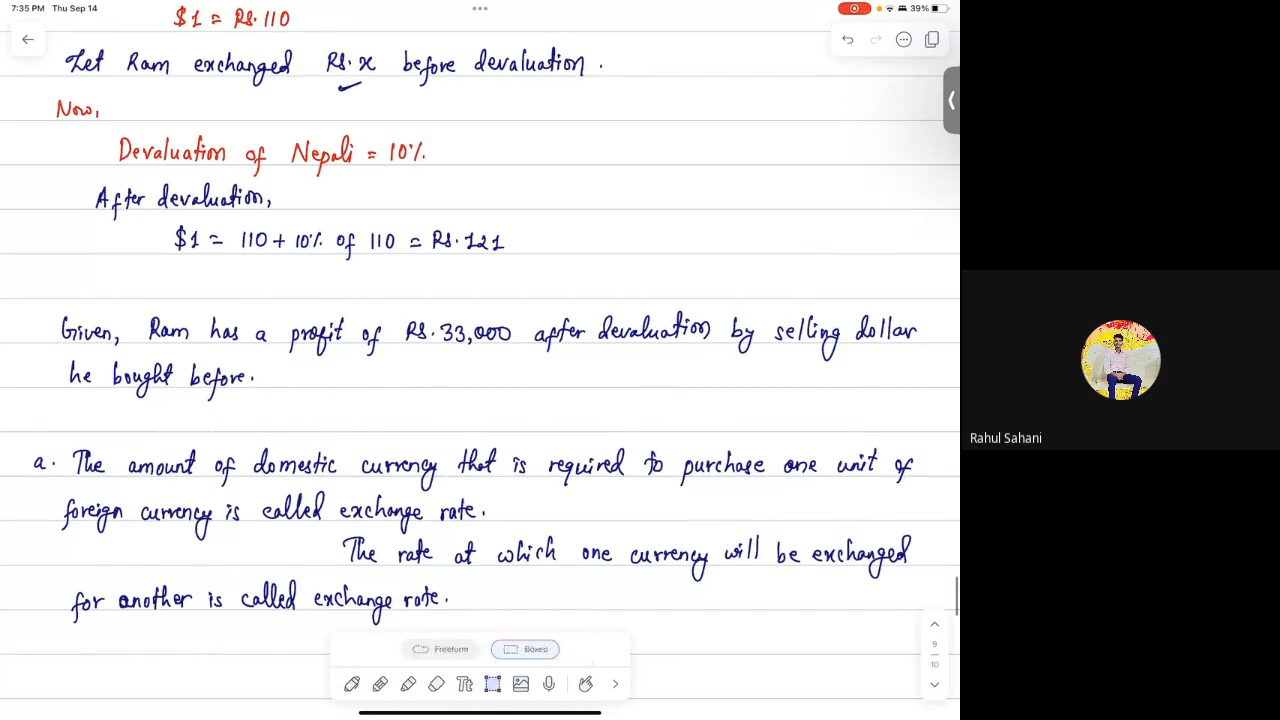 7:35 PM Thu Sep 14
39%
$1 = Rs. 110
Let Ram exchanged Rs. x before devaluation.
Now,
Devaluation of Nepali = 10%
After devaluation,
$1 = 110 + 10% of 110 = Rs. 121
Given, Ram has a profit of Rs. 33,000 after devaluation by selling dollar
he bought before.
a. The amount of domestic currency that is required to purchase one unit of
foreign currency is called exchange rate.
The rate at which one currency will be exchanged
for another is called exchange rate.
Freeform Boxed
Tt
9
10
Rahul Sahani